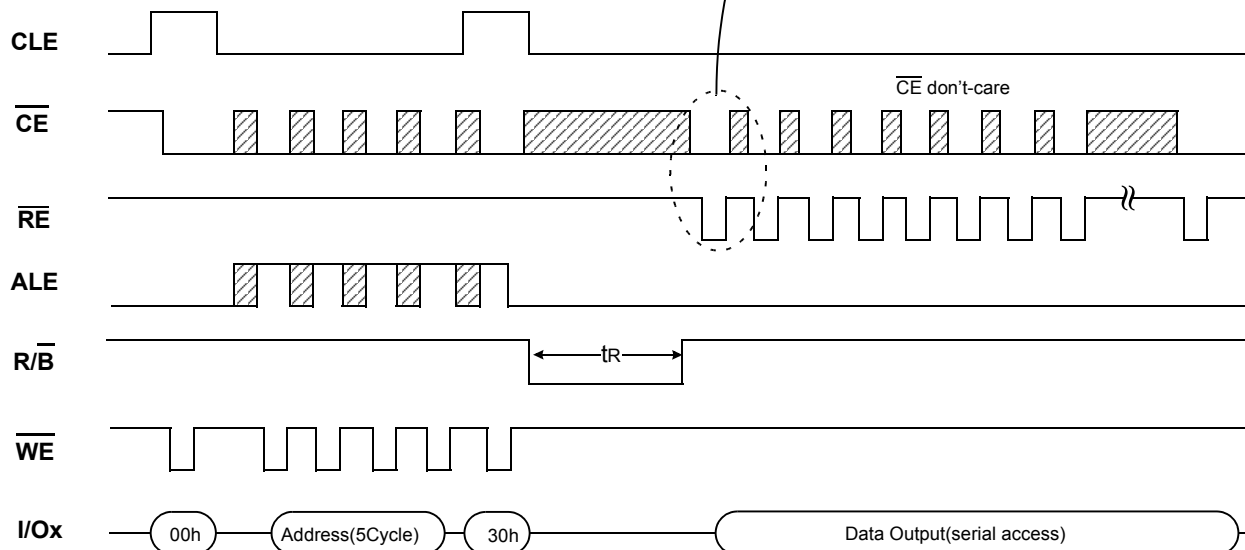 CLE
CE
CE don't-care
RE
ALE
R/B
tR
WE
I/Ox
00h
Address(5Cycle)
30h
Data Output(serial access)